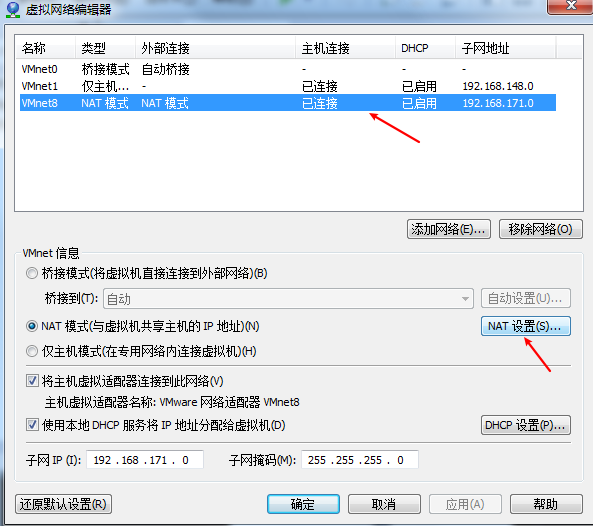 虚拟网络编辑器
名称 类型 外部连接 主机连接 DHCP 子网地址
VMnet0 桥接模式 自动桥接 - - -
VMnet1 仅主机... - 已连接 已启用 192.168.148.0
VMnet8 NAT 模式 NAT 模式 已连接 已启用 192.168.171.0
添加网络(E)... 移除网络(O)
VMnet 信息
桥接模式(将虚拟机直接连接到外部网络)(B)
桥接到(T): 自动 自动设置(U)...
NAT 模式(与虚拟机共享主机的 IP 地址)(N) NAT 设置(S)...
仅主机模式(在专用网络内连接虚拟机)(H)
将主机虚拟适配器连接到此网络(V)
主机虚拟适配器名称: VMware 网络适配器 VMnet8
使用本地 DHCP 服务将 IP 地址分配给虚拟机(D) DHCP 设置(P)...
子网 IP (I): 192 .168 .171 . 0 子网掩码(M): 255 .255 .255 . 0
还原默认设置(R) 确定 取消 应用(A) 帮助